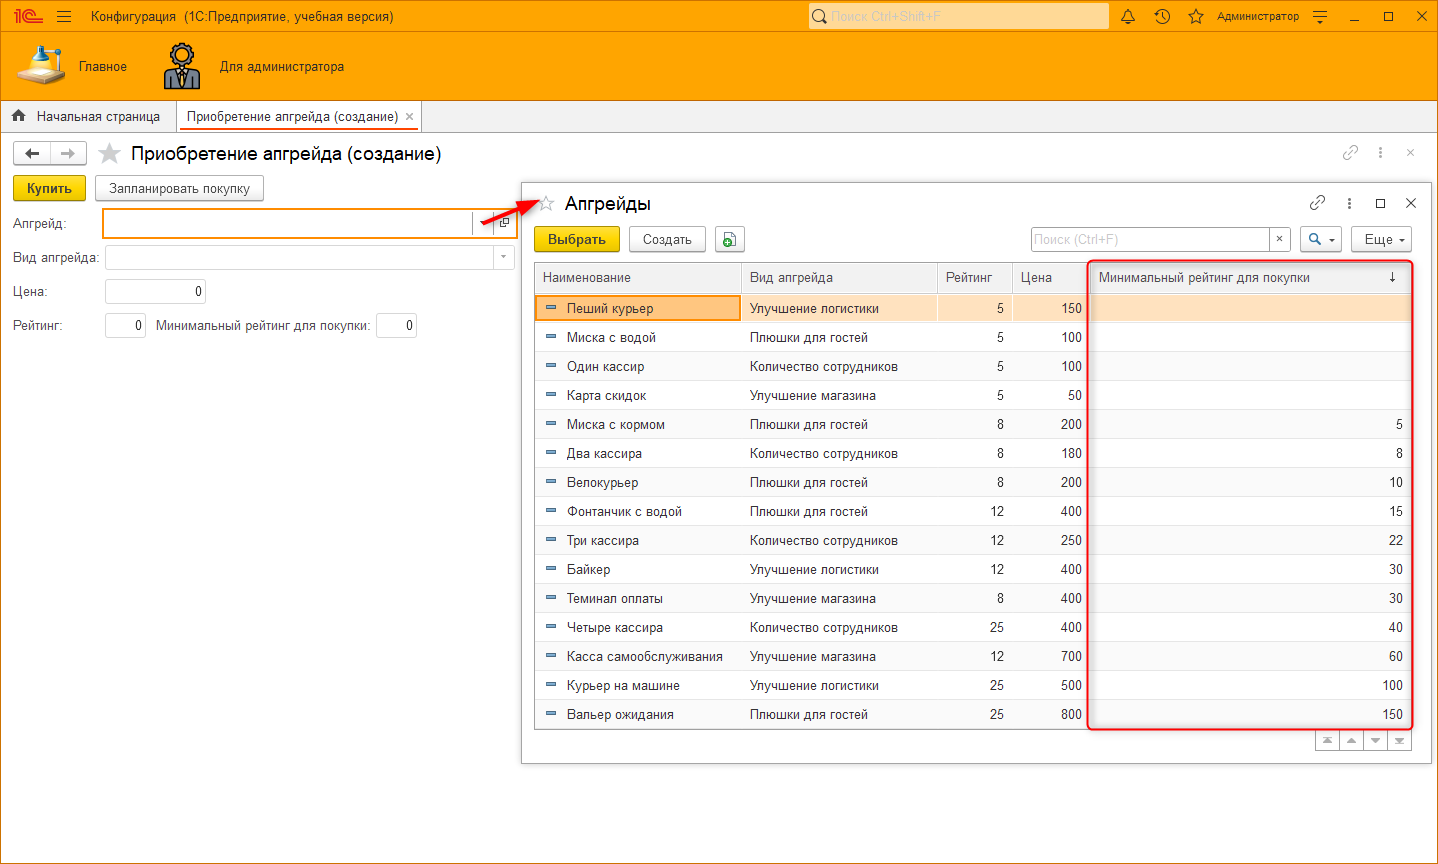 1С Конфигурация (1С:Предприятие, учебная версия) Поиск Ctrl+Shift+F Администратор
Главное Для администратора
Начальная страница Приобретение апгрейда (создание) ×
Приобретение апгрейда (создание)
Купить Запланировать покупку
Апгрейд:
Вид апгрейда:
Цена: 0
Рейтинг: 0 Минимальный рейтинг для покупки: 0
Апгрейды
Выбрать Создать Поиск (Ctrl+F) × Еще
Наименование Вид апгрейда Рейтинг Цена Минимальный рейтинг для покупки ↓
Пеший курьер Улучшение логистики 5 150
Миска с водой Плюшки для гостей 5 100
Один кассир Количество сотрудников 5 100
Карта скидок Улучшение магазина 5 50
Миска с кормом Плюшки для гостей 8 200 5
Два кассира Количество сотрудников 8 180 8
Велокурьер Плюшки для гостей 8 200 10
Фонтанчик с водой Плюшки для гостей 12 400 15
Три кассира Количество сотрудников 12 250 22
Байкер Улучшение логистики 12 400 30
Теминал оплаты Улучшение магазина 8 400 30
Четыре кассира Количество сотрудников 25 400 40
Касса самообслуживания Улучшение магазина 12 700 60
Курьер на машине Улучшение логистики 25 500 100
Вальер ожидания Плюшки для гостей 25 800 150